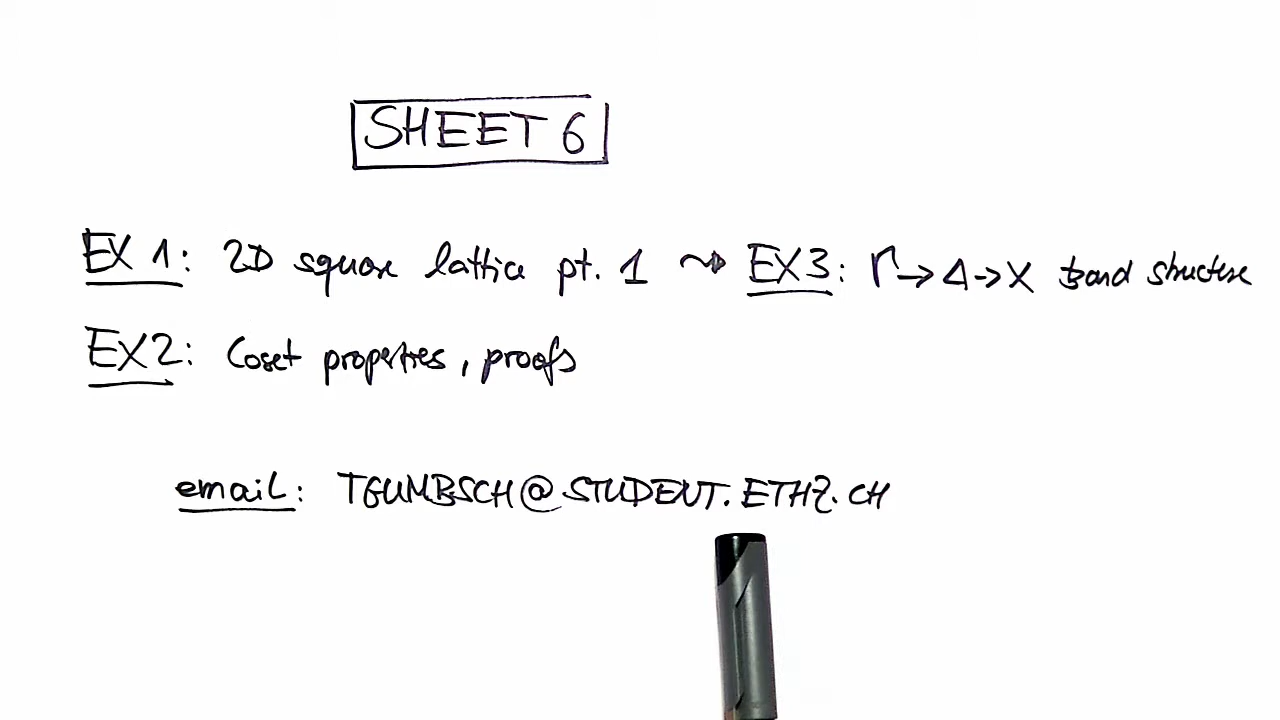 SHEET 6
EX 1: 2D square lattice pt. 1 ⇝ EX3: Γ→Δ→X band structure
EX2: Coset properties, proofs
email: TGUMBSCH@STUDENT.ETHZ.CH